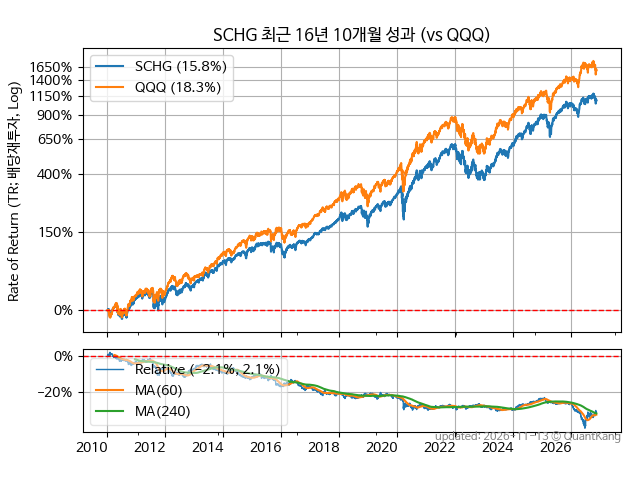 SCHG 최근 16년 10개월 성과 (vs QQQ)
SCHG (15.8%)
QQQ (18.3%)
1650%
1400%
1150%
900%
650%
400%
150%
0%
Rate of Return (TR; 배당재투자, Log)
0%
−20%
Relative (−2.1%, 2.1%)
MA(60)
MA(240)
2010 2012 2014 2016 2018 2020 2022 2024 2026
updated: 2026-11-13 © QuantKang